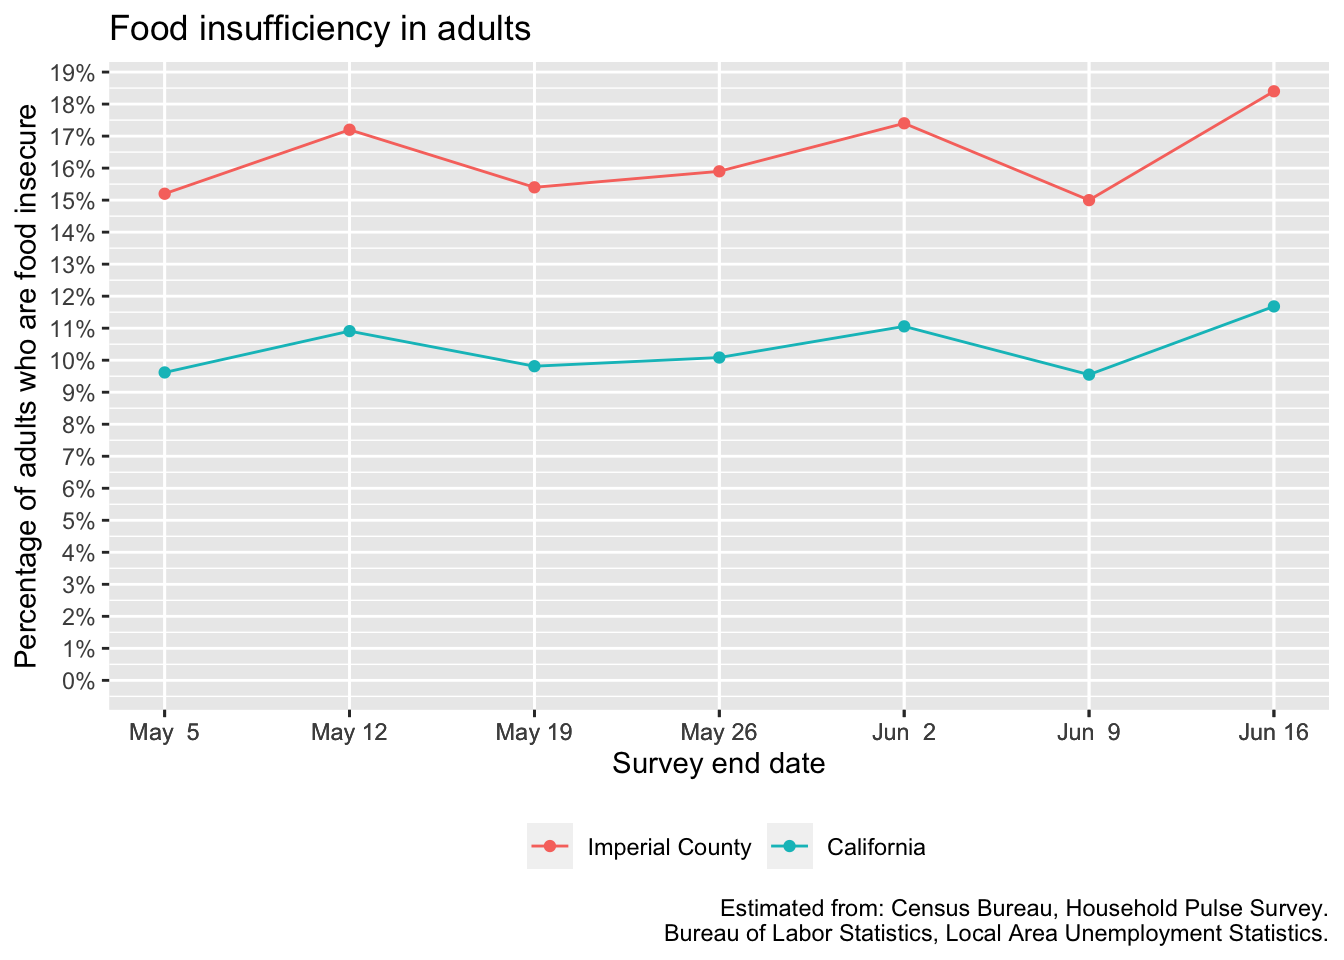 Food insufficiency in adults
Percentage of adults who are food insecure
19%
18%
17%
16%
15%
14%
13%
12%
11%
10%
9%
8%
7%
6%
5%
4%
3%
2%
1%
0%
May  5 May 12 May 19 May 26 Jun  2 Jun  9 Jun 16
Survey end date
Imperial County California
Estimated from: Census Bureau, Household Pulse Survey.
Bureau of Labor Statistics, Local Area Unemployment Statistics.